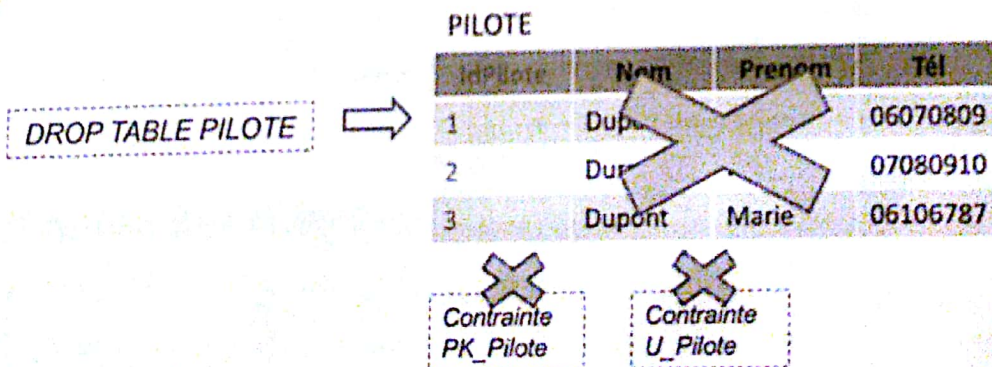 PILOTE
IdPilote Nom Prenom Tél
DROP TABLE PILOTE
1 06070809
2 07080910
3 Dupont Marie 06106787
Contrainte Contrainte
PK_Pilote U_Pilote